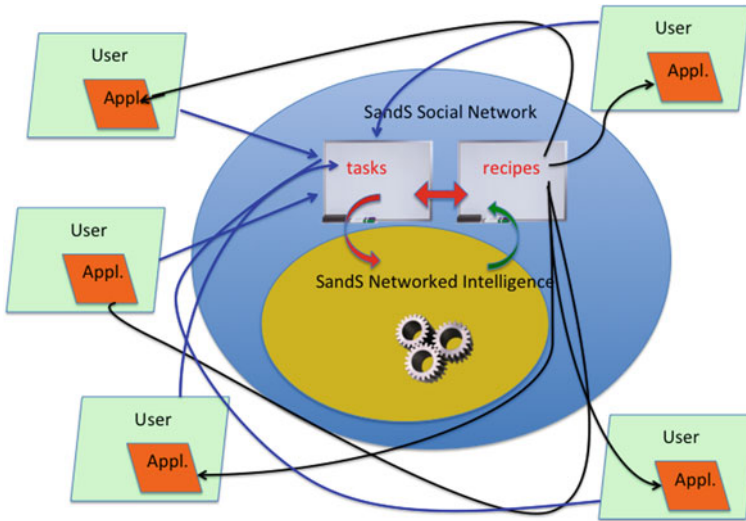 User
Appl.
User
Appl.
SandS Social Network
tasks
recipes
User
Appl.
SandS Networked Intelligence
User
Appl.
User
Appl.